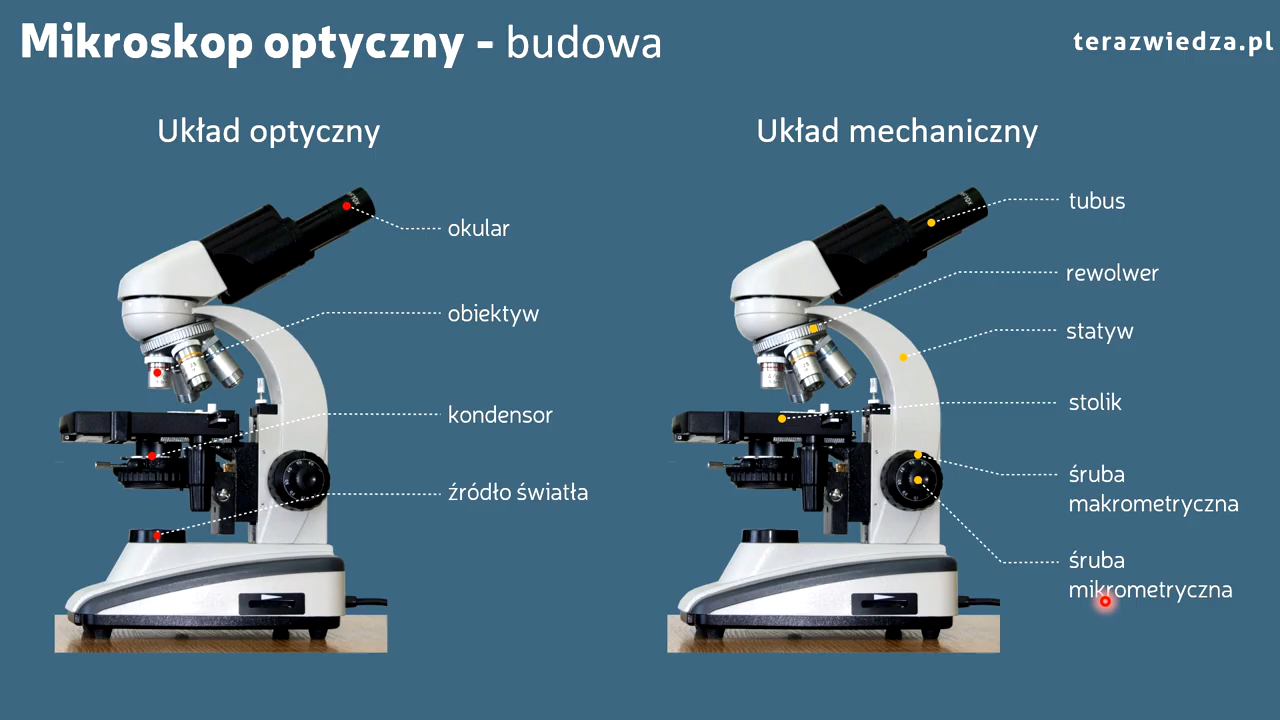 Mikroskop optyczny - budowa
terazwiedza.pl
Układ optyczny
okular
obiektyw
kondensor
źródło światła
Układ mechaniczny
tubus
rewolwer
statyw
stolik
śruba
makrometryczna
śruba
mikrometryczna